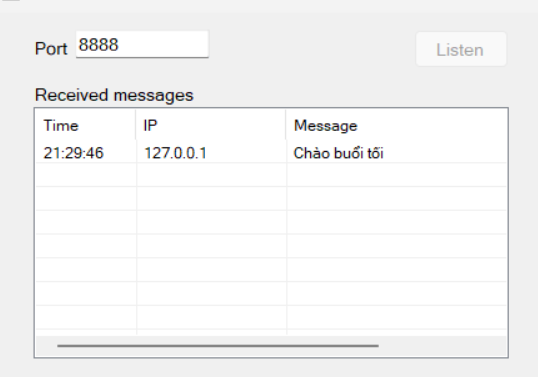 Port 8888 Listen
Received messages
Time IP Message
21:29:46 127.0.0.1 Chào buổi tối